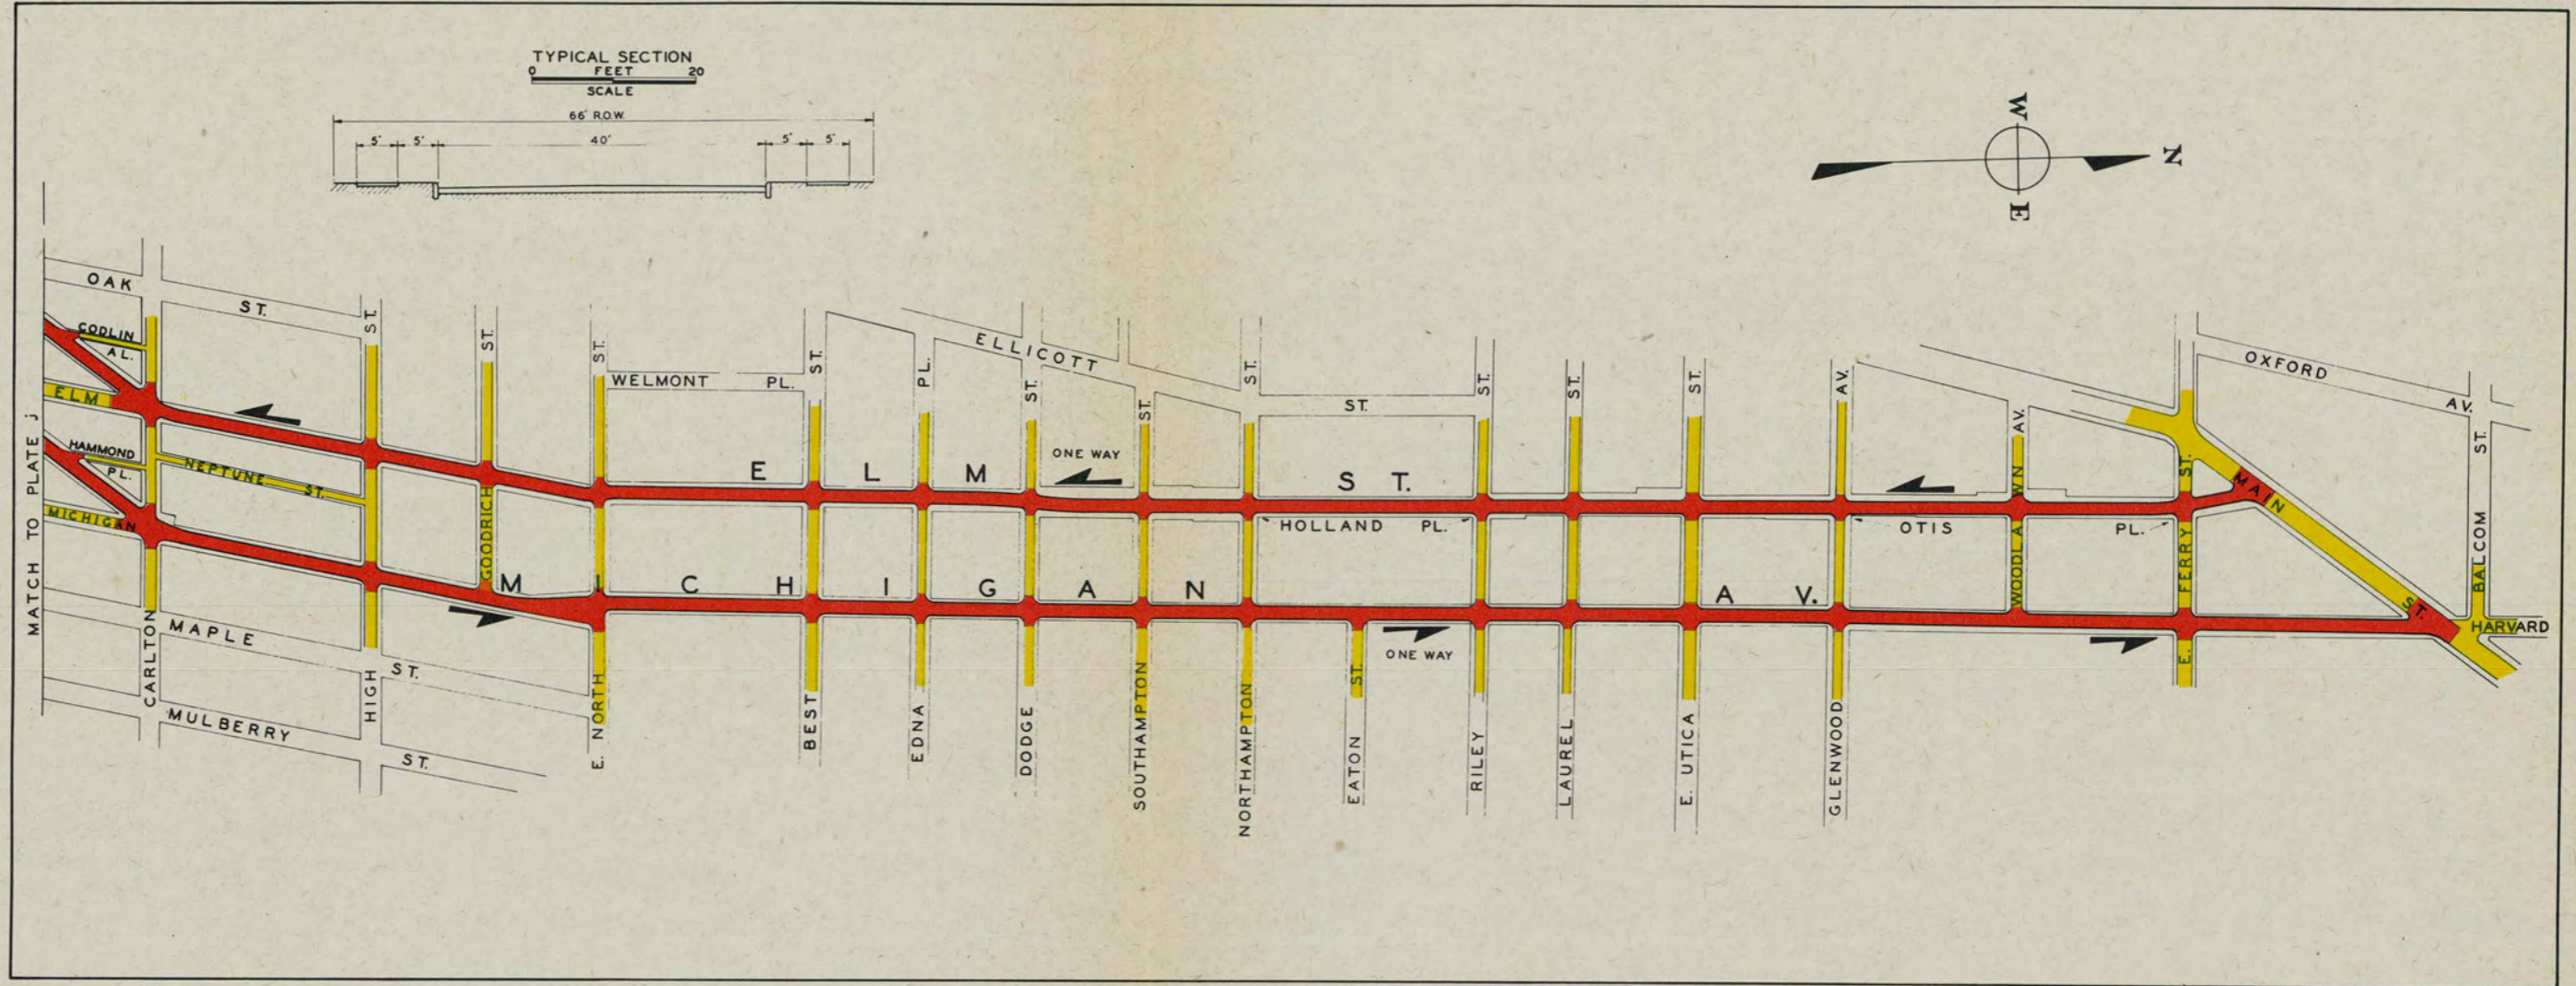 TYPICAL SECTION
0 FEET 20
SCALE
66' R.O.W.
5' 5' 40' 5' 5'
W
N
E
MATCH TO PLATE j
OAK ST.
CODLIN AL.
ELM
HAMMOND PL.
MICHIGAN
NEPTUNE ST.
MAPLE ST.
MULBERRY ST.
CARLTON
HIGH ST.
GOODRICH ST.
E. NORTH ST.
WELMONT PL.
BEST ST.
EDNA PL.
DODGE ST.
ELLICOTT ST.
SOUTHAMPTON ST.
NORTHAMPTON ST.
ONE WAY
ELM ST.
HOLLAND PL.
MICHIGAN AV.
EATON ST.
ONE WAY
RILEY ST.
LAUREL ST.
E. UTICA ST.
GLENWOOD AV.
OTIS PL.
WOODLAWN AV.
E. FERRY ST.
MAIN ST.
OXFORD AV.
BALCOM ST.
HARVARD